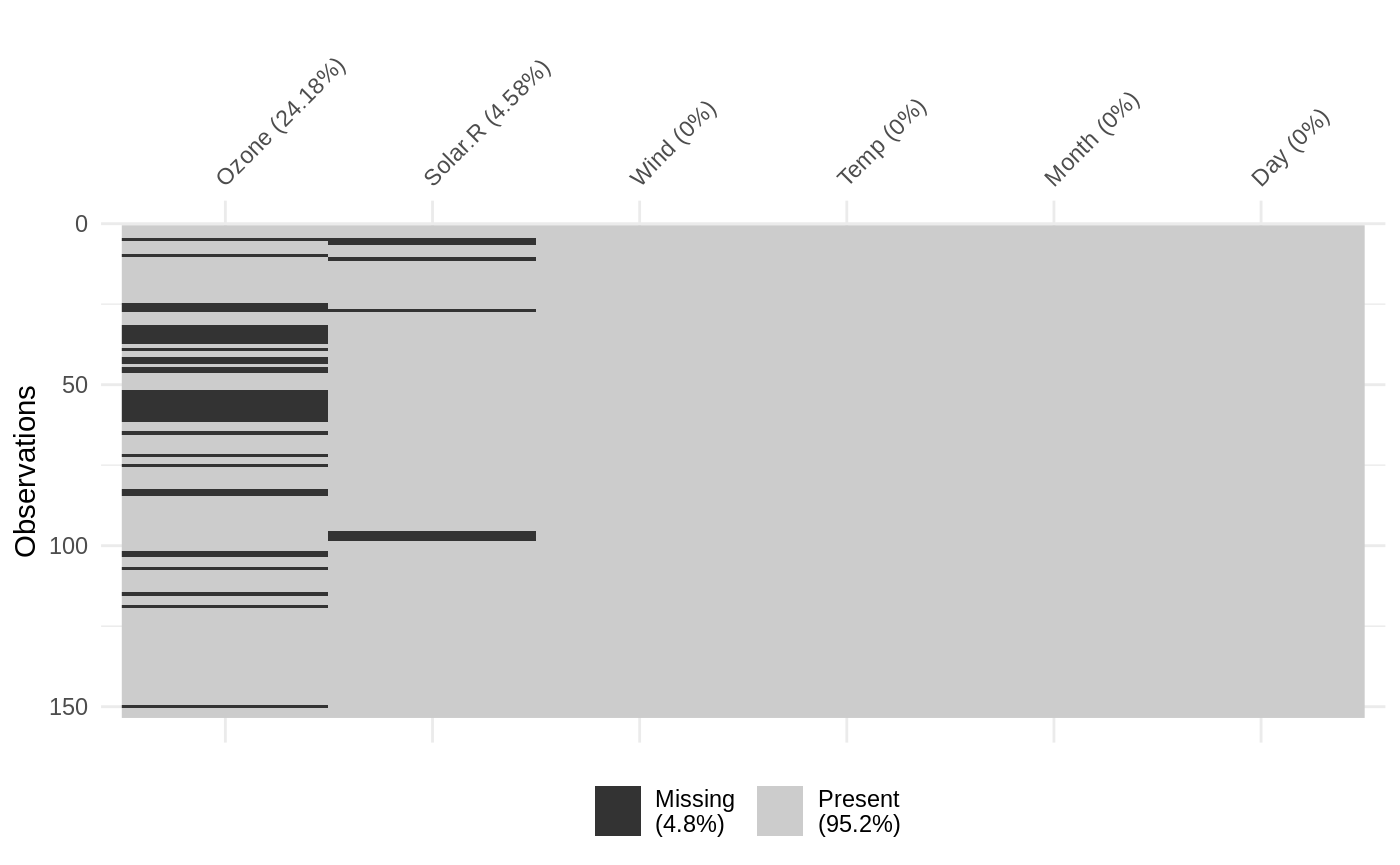 Ozone (24.18%)
Solar.R (4.58%)
Wind (0%)
Temp (0%)
Month (0%)
Day (0%)
0
50
100
150
Observations
Missing
(4.8%)
Present
(95.2%)